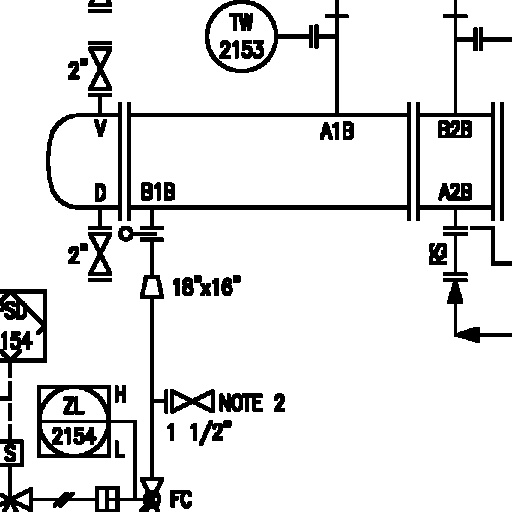 TW
2153
2"
V
A1B
B2B
D
B1B
A2B
2"
18"x16"
SD
154
H
ZL
NOTE 2
2154
1 1/2"
L
S
FC